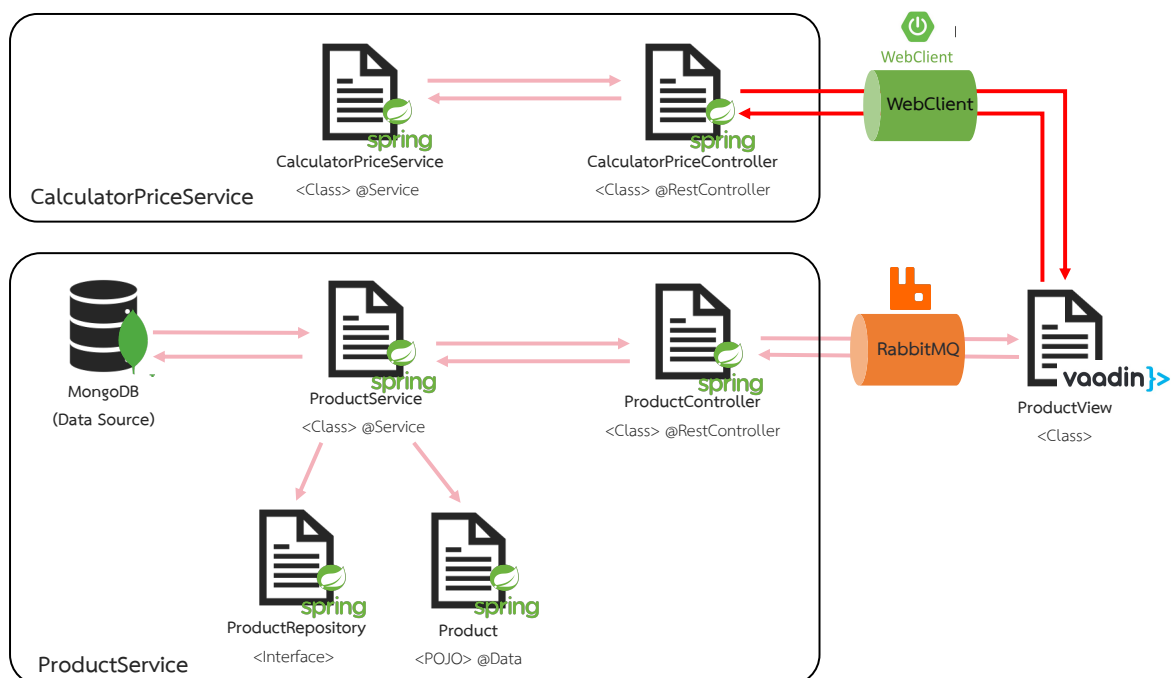 WebClient
WebClient
spring
spring
CalculatorPriceService
CalculatorPriceController
<Class> @Service
<Class> @RestController
CalculatorPriceService
RabbitMQ
spring
spring
vaadin}>
MongoDB
(Data Source)
ProductService
<Class> @Service
ProductController
<Class> @RestController
ProductView
<Class>
spring
spring
ProductRepository
<Interface>
Product
<POJO> @Data
ProductService